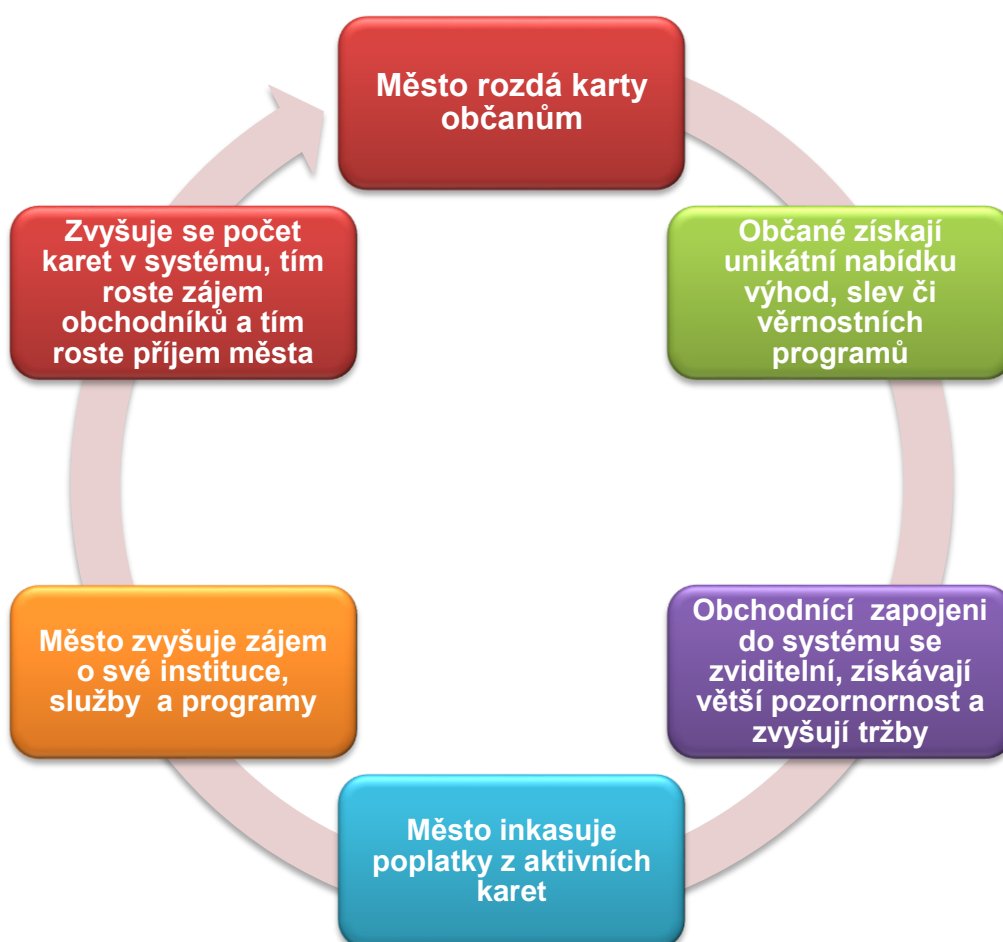 Město rozdá karty
občanům
Občané získají
unikátní nabídku
výhod, slev či
věrnostních
programů
Obchodnící  zapojeni
do systému se
zviditelní, získávají
větší pozornornost a
zvyšují tržby
Město inkasuje
poplatky z aktivních
karet
Město zvyšuje zájem
o své instituce,
služby  a programy
Zvyšuje se počet
karet v systému, tím
roste zájem
obchodníků a tím
roste příjem města